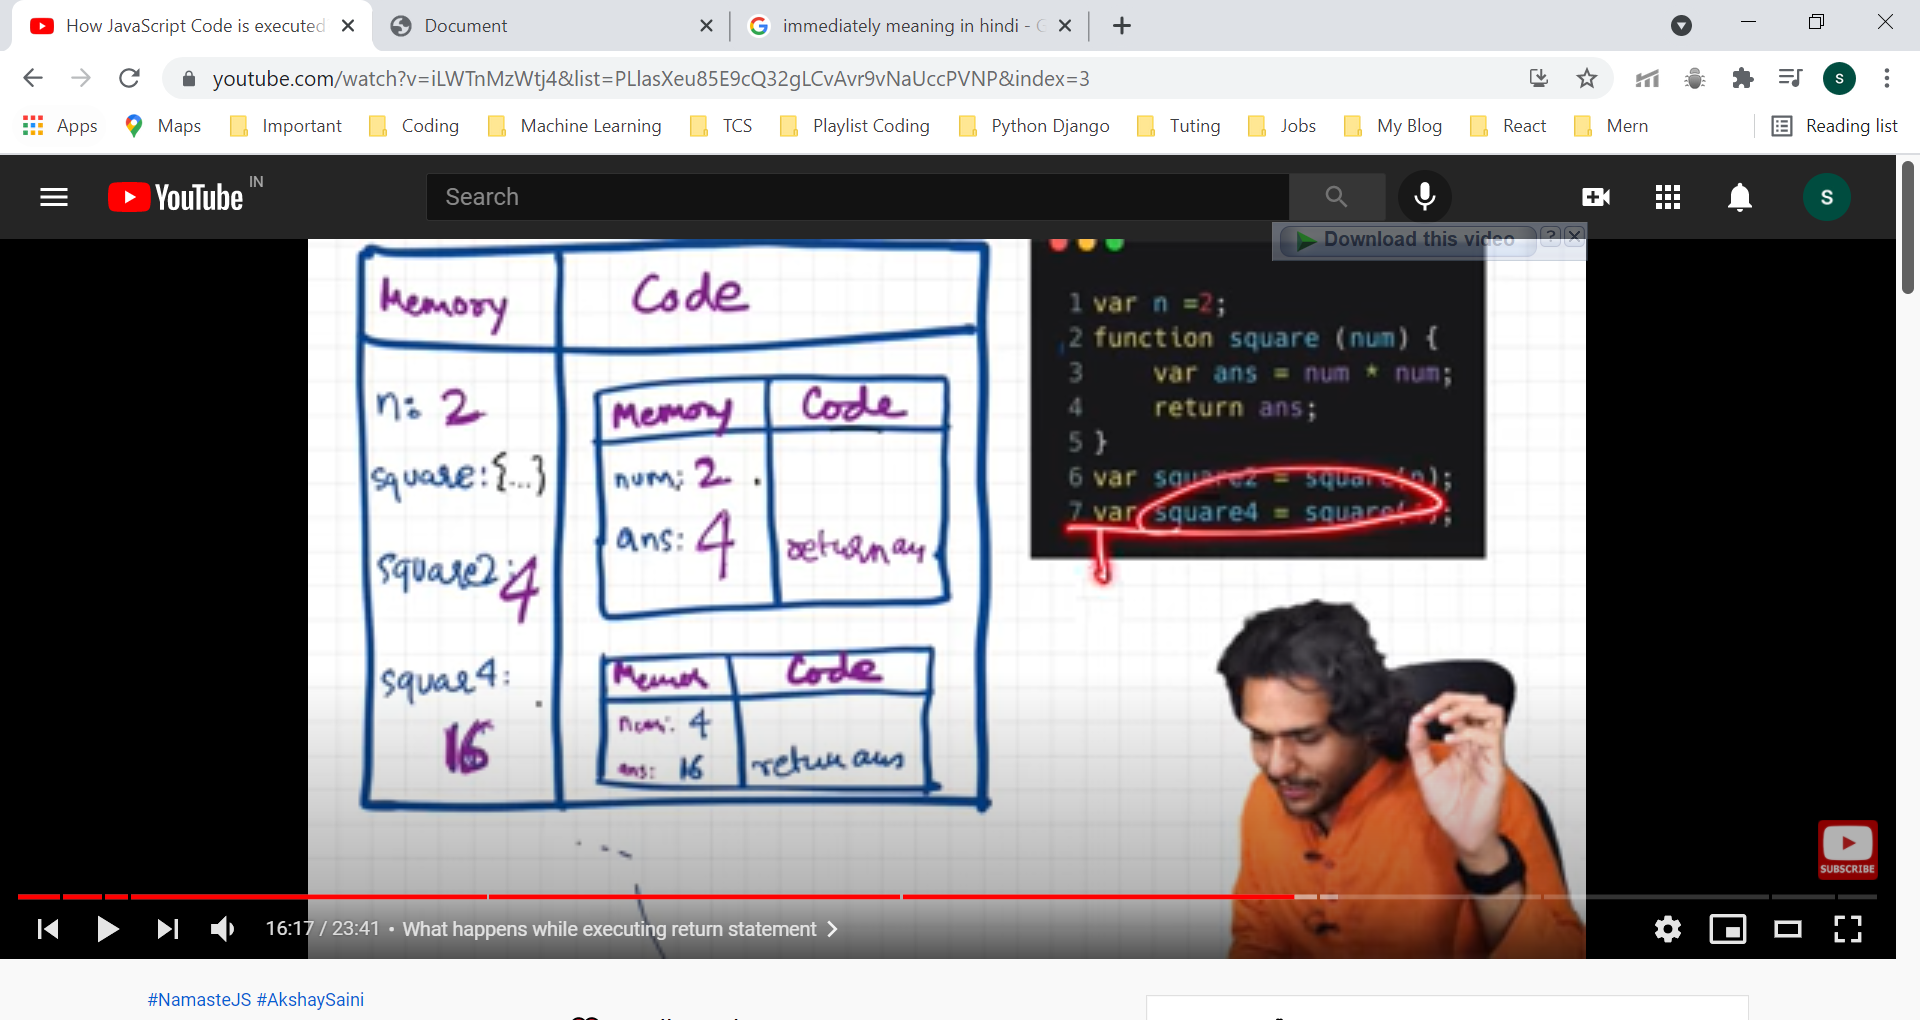 How JavaScript Code is executed
Document
immediately meaning in hindi - G
youtube.com/watch?v=iLWTnMzWtj4&list=PLlasXeu85E9cQ32gLCvAvr9vNaUccPVNP&index=3
S
Apps
Maps
Important
Coding
Machine Learning
TCS
Playlist Coding
Python Django
Tuting
Jobs
My Blog
React
Mern
Reading list
YouTube IN
Search
S
Download this video ?
Memory
Code
n: 2
square:{...}
square2: 4
squae4:
16
Memory
Code
num: 2
ans: 4
return an
Code
num: 4
ans: 16
return ans
1 var n =2;
2 function square (num) {
3 var ans = num * num;
4 return ans;
5 }
6 var square2 = square(n);
7 var square4 = square( );
SUBSCRIBE
16:17 / 23:41 • What happens while executing return statement
#NamasteJS #AkshaySaini